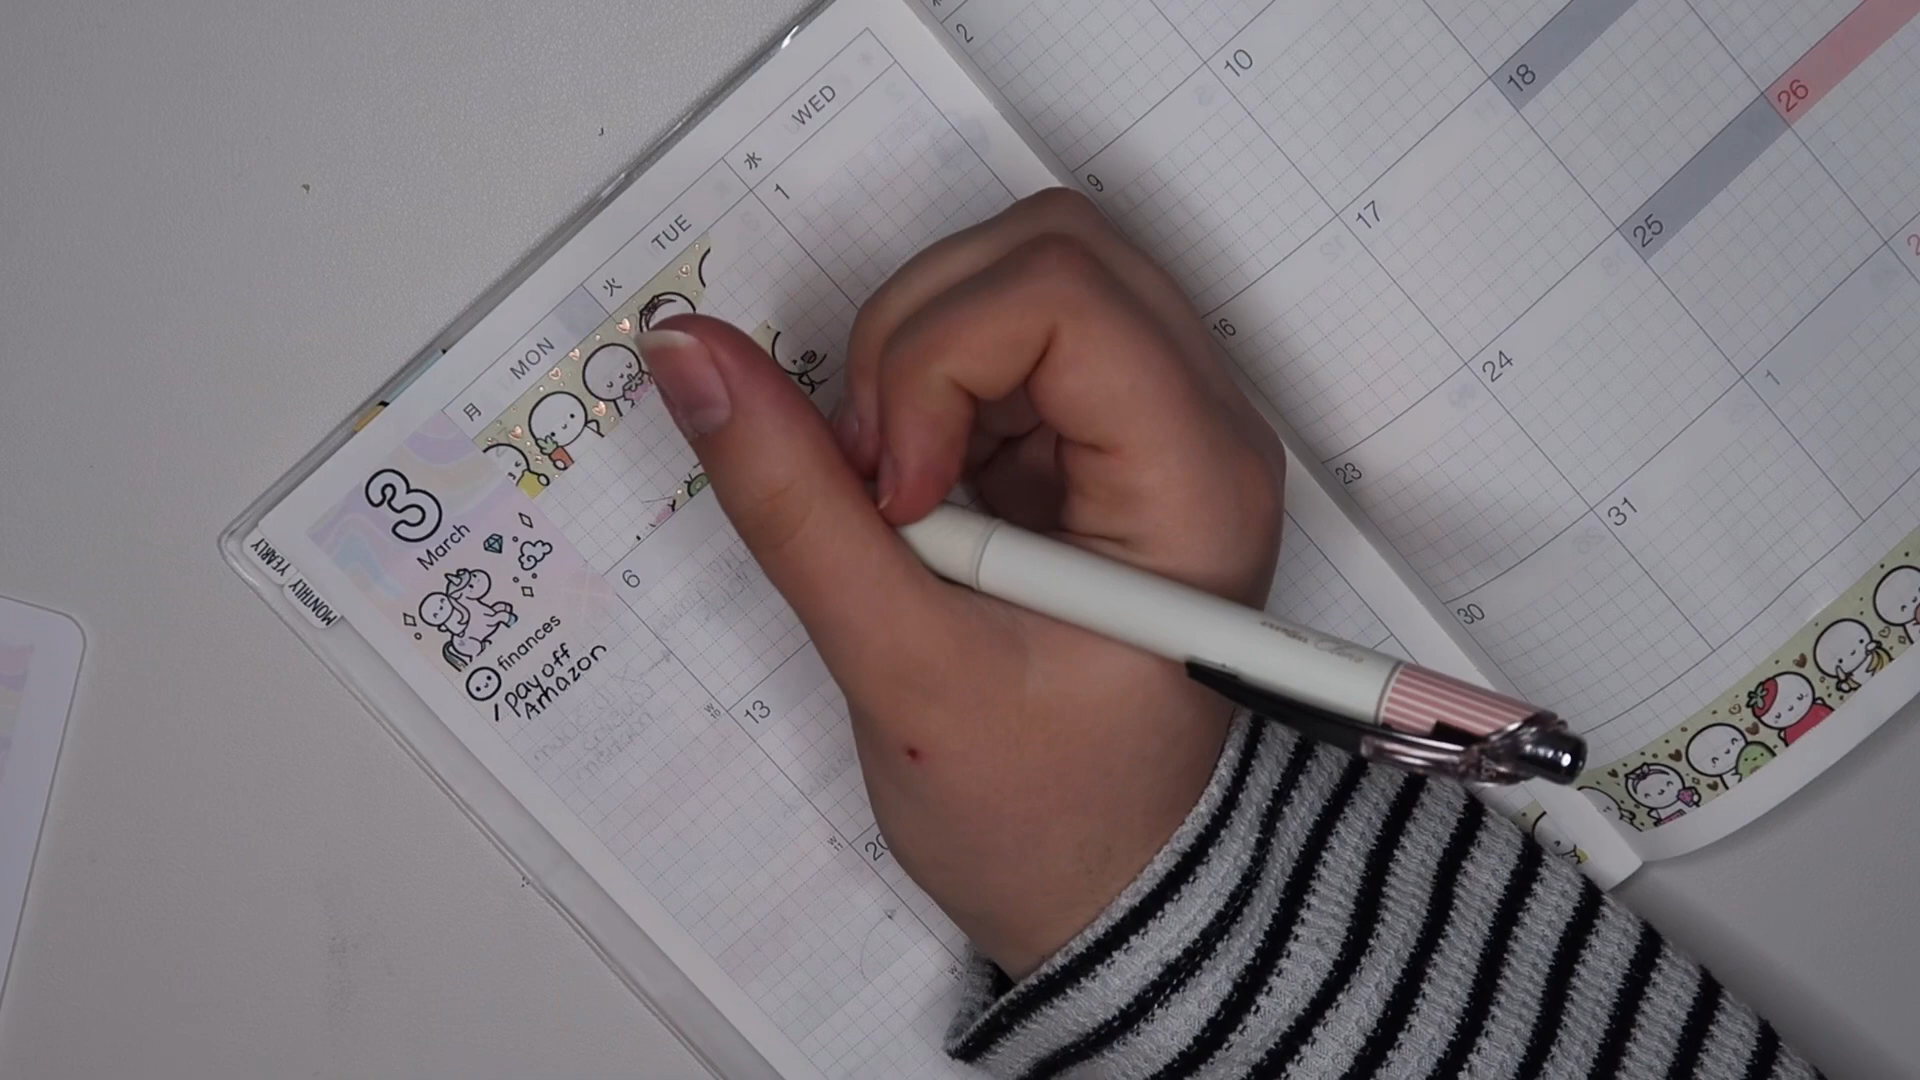 MON
TUE
WED
月
火
水
3
March
finances
pay off
Amazon
YEARLY
MONTHLY
1
6
13
20
2
9
16
23
30
10
17
24
31
18
25
1
26